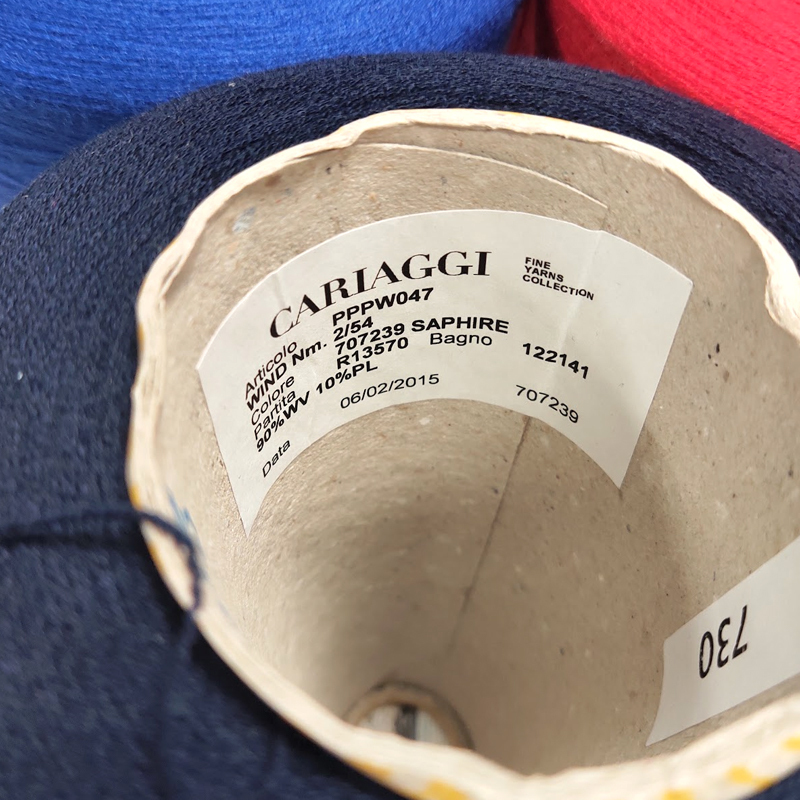 CARIAGGI
FINE
YARNS
COLLECTION
Articolo PPPW047
WIND Nm. 2/54
Colore 707239 SAPHIRE
Partita R13570 Bagno 122141
90%WV 10%PL
Data 06/02/2015 707239
730